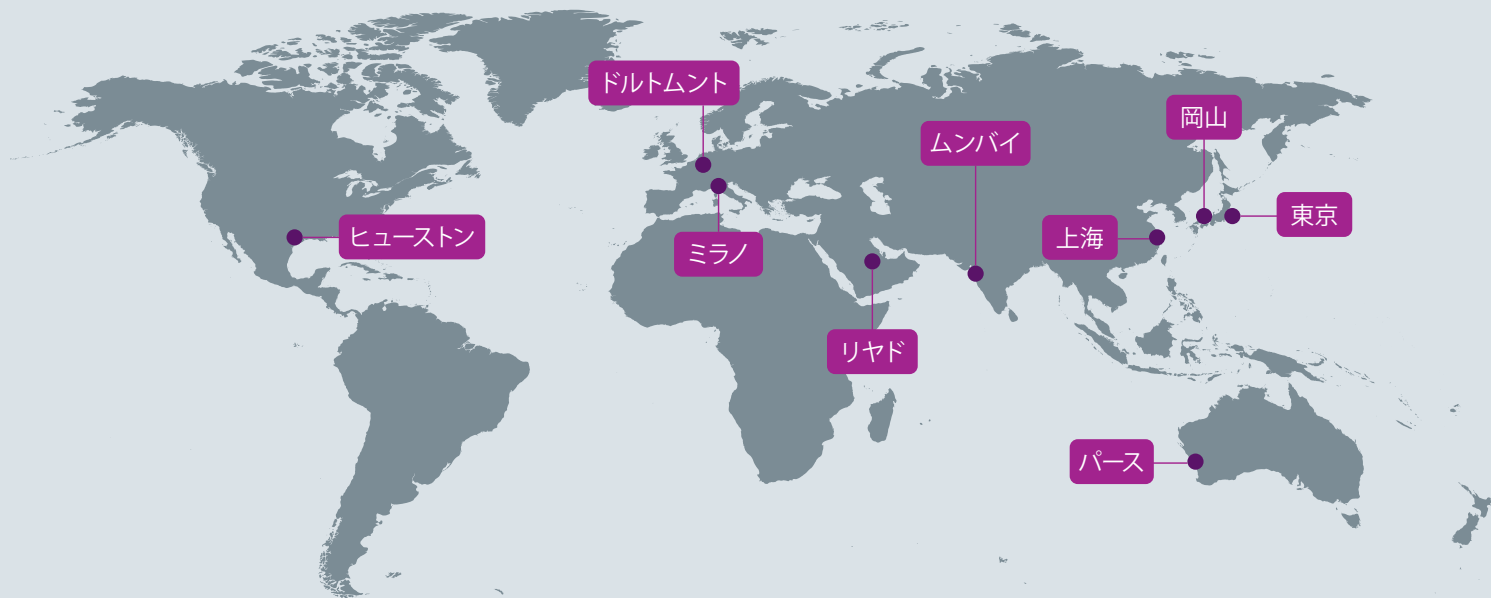 ドルトムント
岡山
ムンバイ
東京
ヒューストン
上海
ミラノ
リヤド
パース